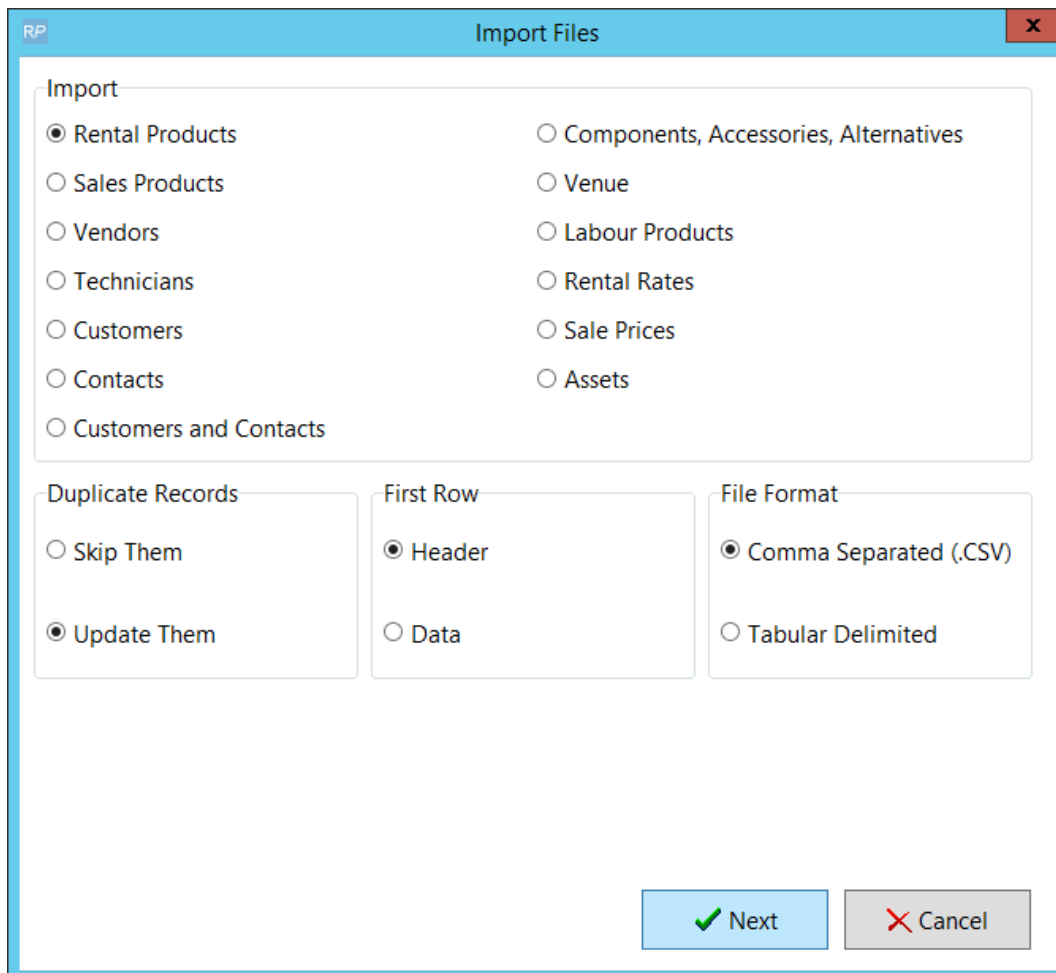 RP
Import Files
x
Import
Rental Products
Components, Accessories, Alternatives
Sales Products
Venue
Vendors
Labour Products
Technicians
Rental Rates
Customers
Sale Prices
Contacts
Assets
Customers and Contacts
Duplicate Records
First Row
File Format
Skip Them
Header
Comma Separated (.CSV)
Update Them
Data
Tabular Delimited
Next
Cancel